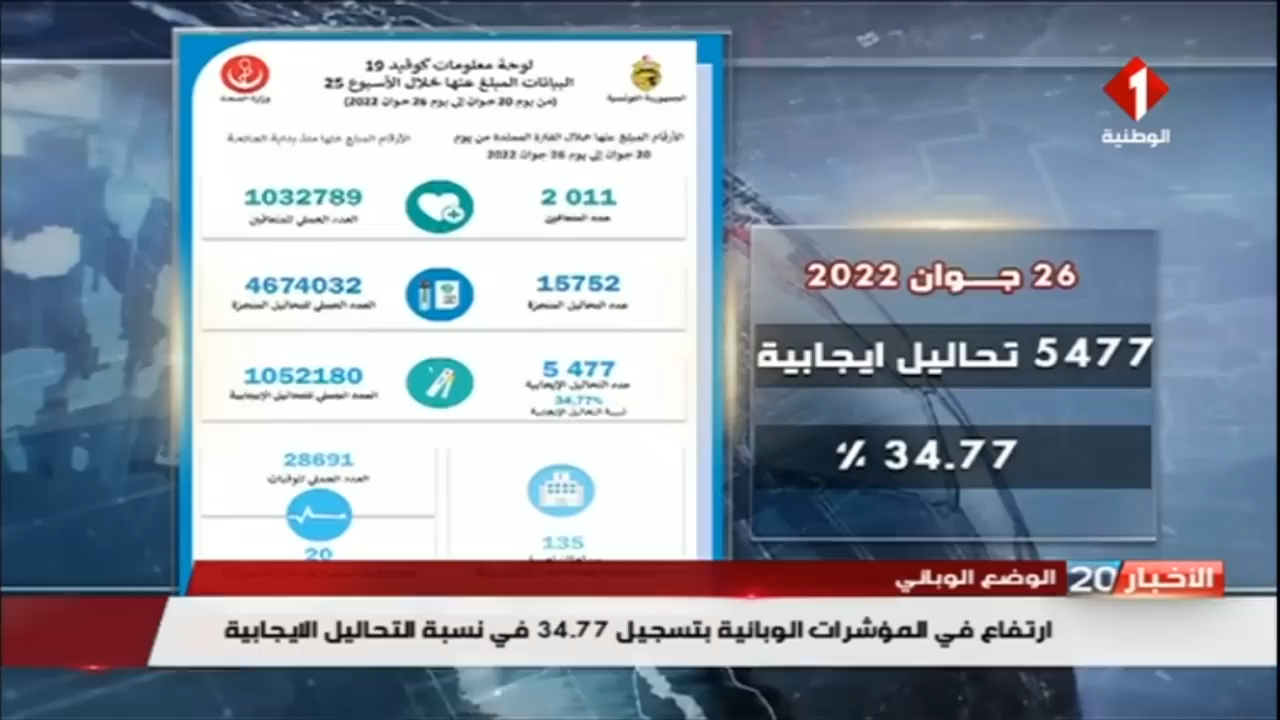 لوحة معلومات كوفيد 19
البيانات المبلغ عنها خلال الأسبوع 25
(من يوم 20 جوان إلى يوم 26 جوان 2022)
الجمهورية التونسية
وزارة الصحة
الأرقام المبلغ عنها خلال الفترة الممتدة من يوم
20 جوان إلى يوم 26 جوان 2022
الأرقام المبلغ عنها منذ بداية الجائحة
2 011
عدد المتعافين
1032789
العدد الجملي للمتعافين
15752
عدد التحاليل المنجزة
4674032
العدد الجملي للتحاليل المنجزة
5 477
عدد التحاليل الإيجابية
34.77%
نسبة التحاليل الإيجابية
1052180
العدد الجملي للتحاليل الإيجابية
28691
العدد الجملي للوفيات
20
135
1
الوطنية
26 جـــوان 2022
5477 تحاليل ايجابية
34.77 %
الأخبار 20
الوضع الوبائي
ارتفاع في المؤشرات الوبائية بتسجيل 34.77 في نسبة التحاليل الايجابية